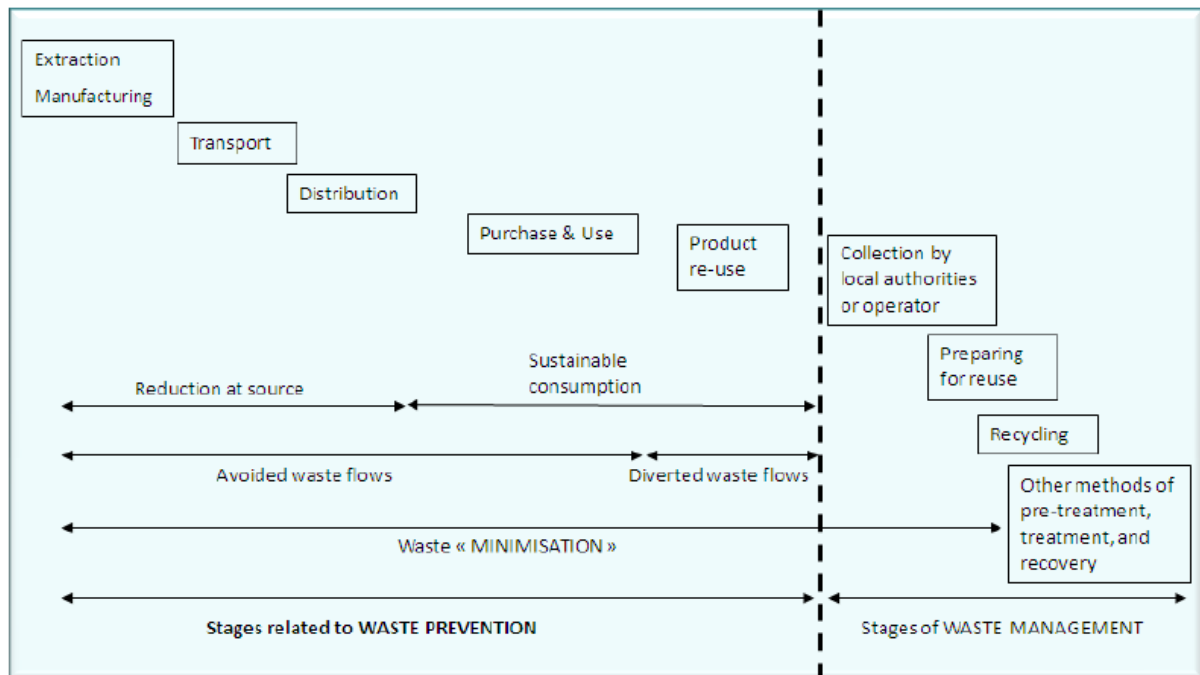 Extraction
Manufacturing
Transport
Distribution
Purchase & Use
Product
re-use
Collection by
local authorities
or operator
Preparing
for reuse
Recycling
Other methods of
pre-treatment,
treatment, and
recovery
Reduction at source
Sustainable
consumption
Avoided waste flows
Diverted waste flows
Waste « MINIMISATION »
Stages related to WASTE PREVENTION
Stages of WASTE MANAGEMENT